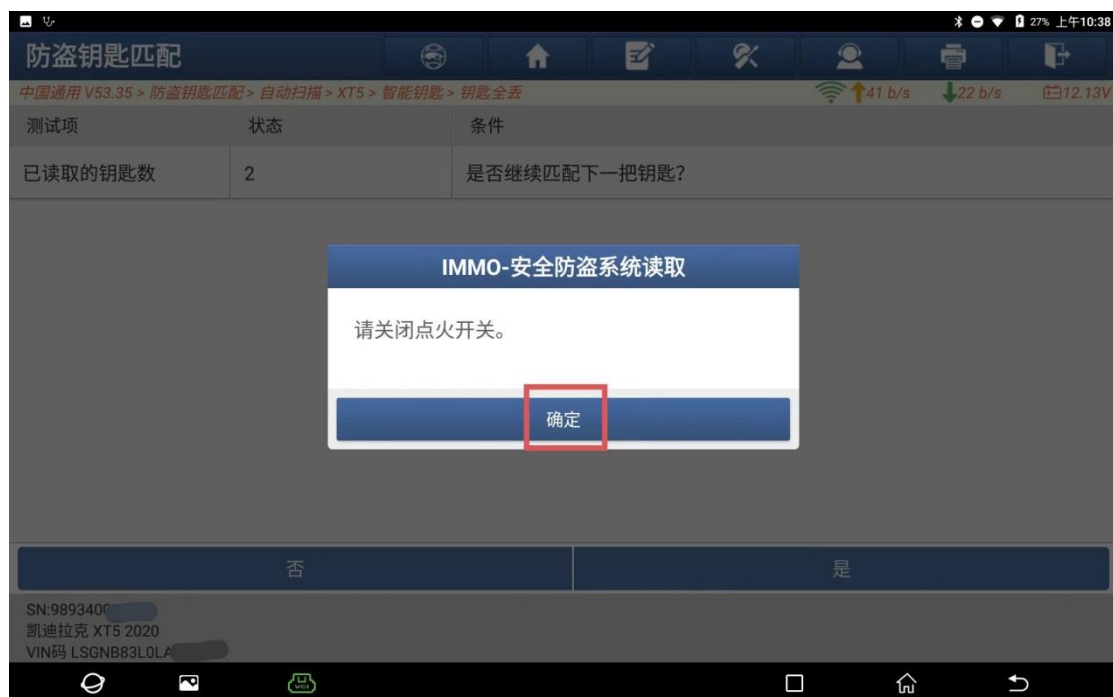 27% 上午10:38
防盗钥匙匹配
中国通用 V53.35 > 防盗钥匙匹配 > 自动扫描 > XT5 > 智能钥匙 > 钥匙全丢 41 b/s 22 b/s 12.13V
测试项 状态 条件
已读取的钥匙数 2 是否继续匹配下一把钥匙?
IMMO-安全防盗系统读取
请关闭点火开关。
确定
否 是
SN:9893400
凯迪拉克 XT5 2020
VIN码 LSGNB83L0LA
VCI